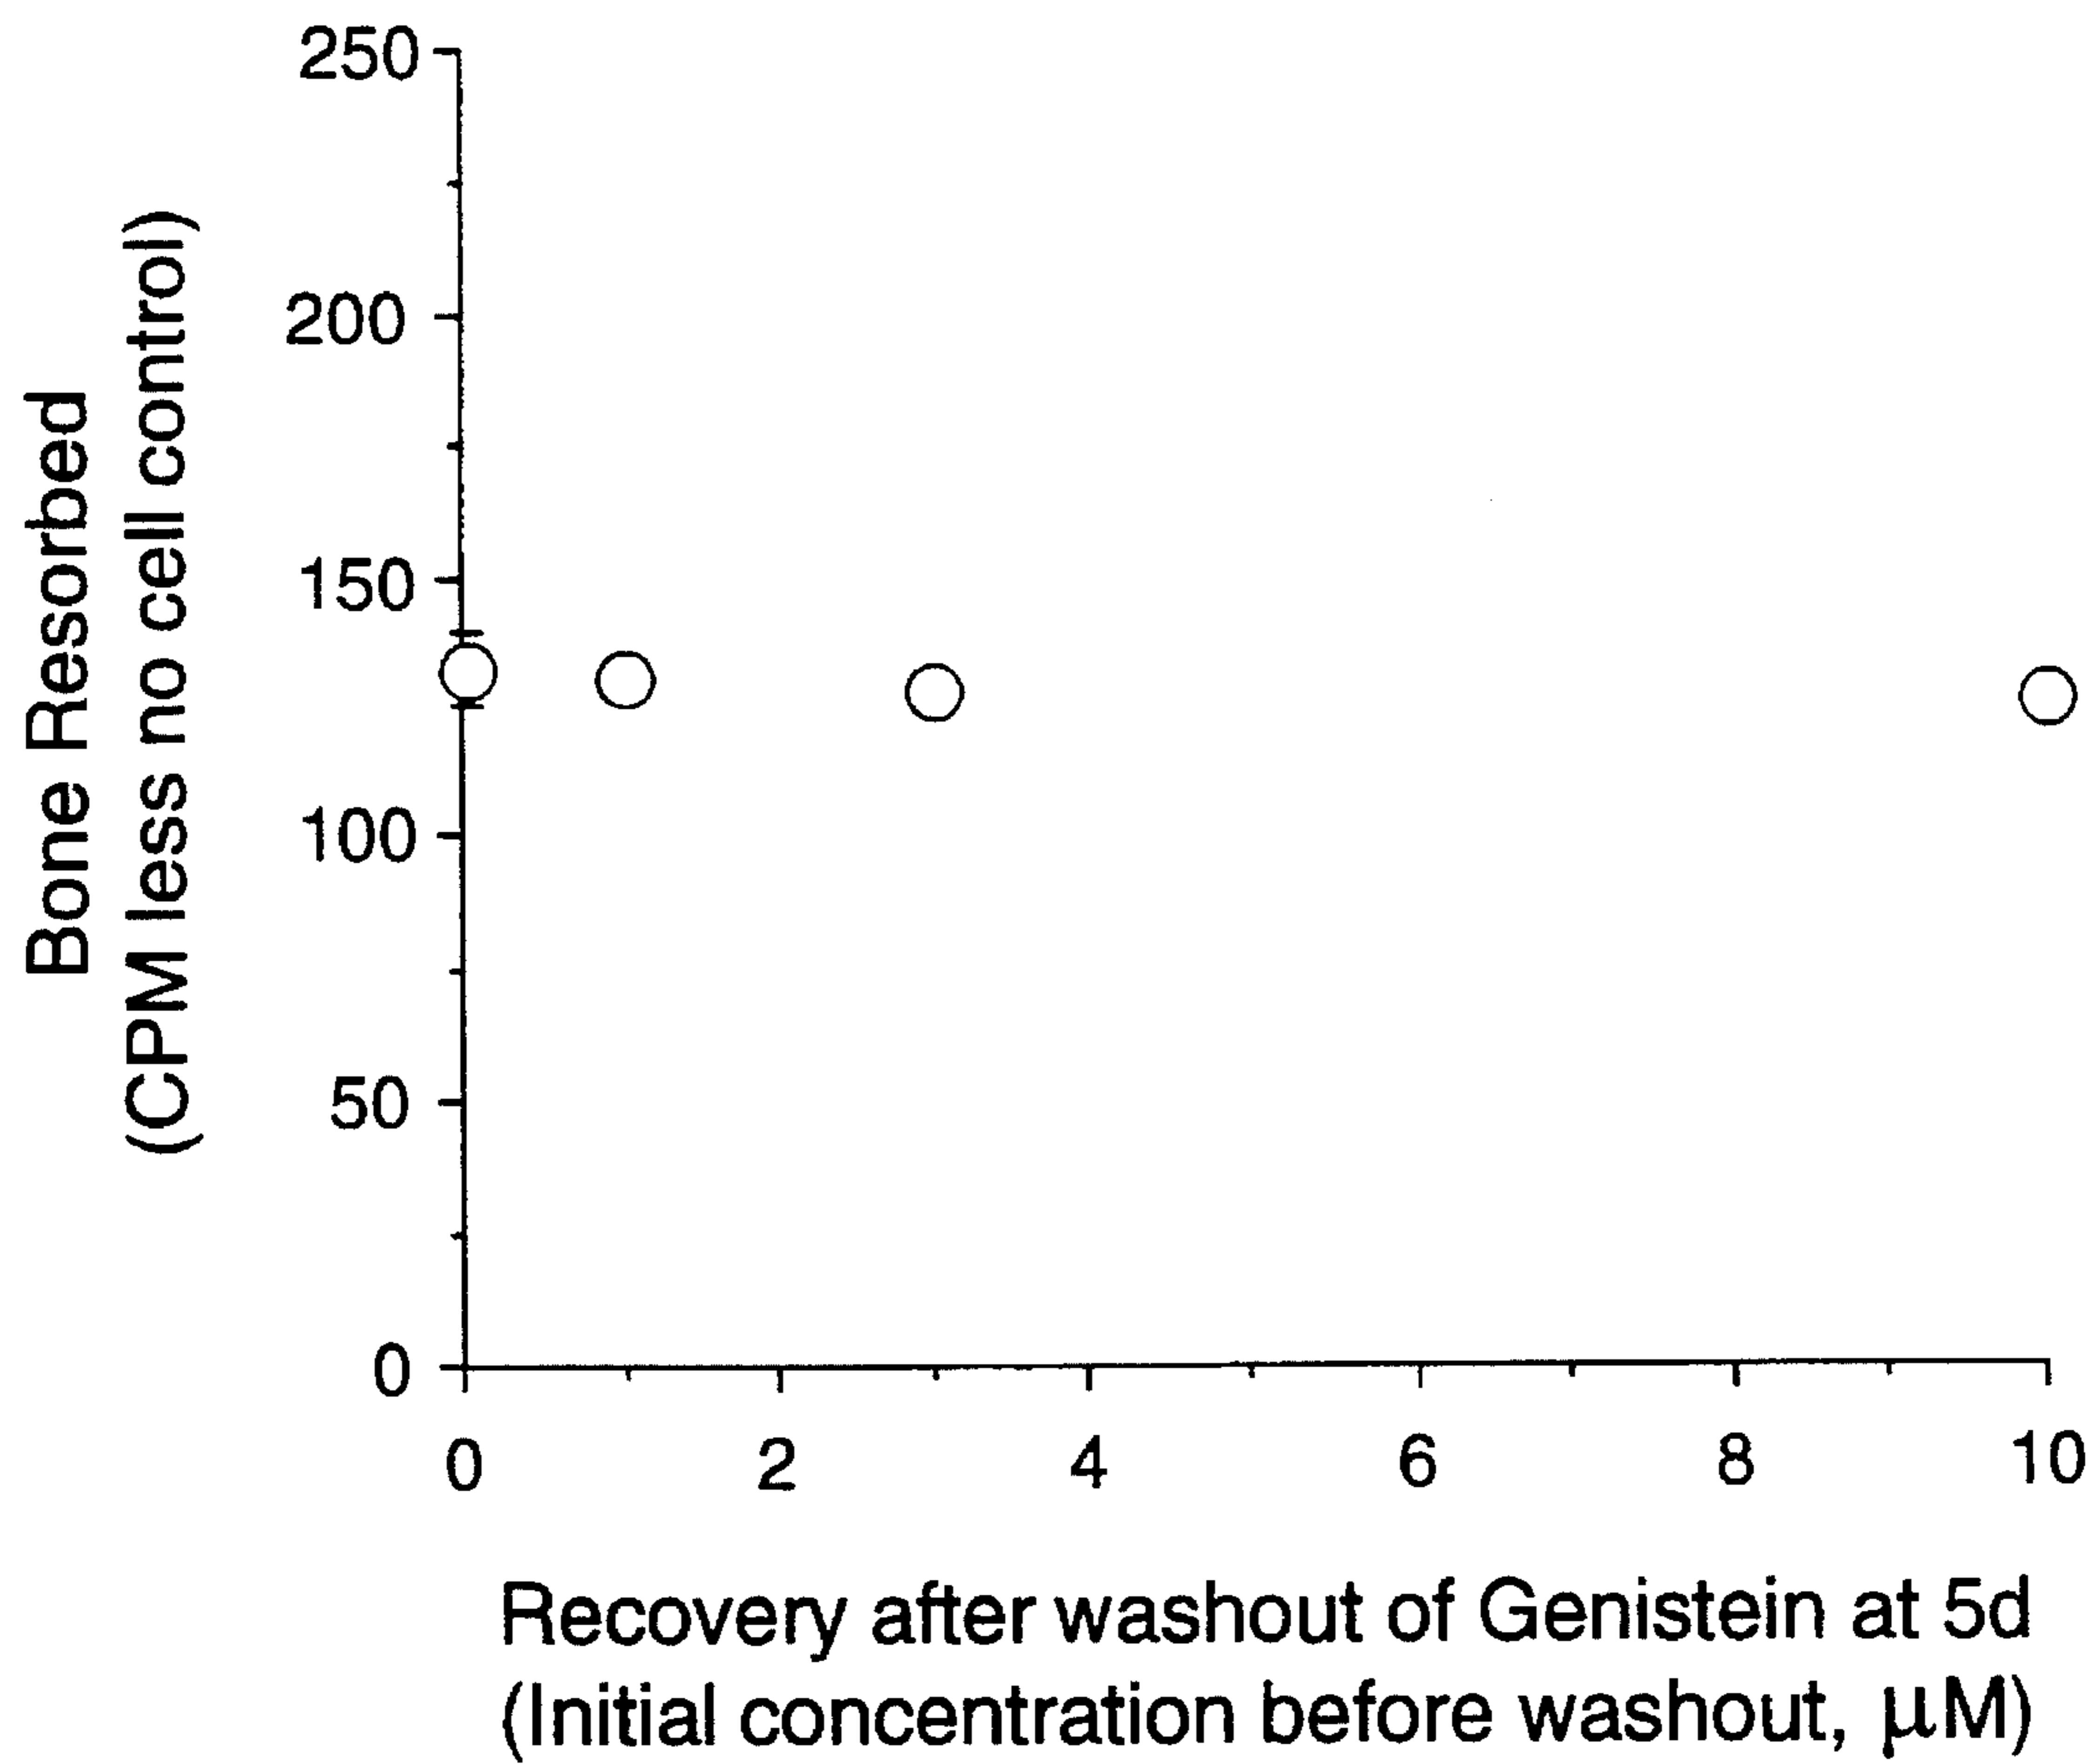 Bone Resorbed
(CPM less no cell control)
250
200
150
100
50
0
0 2 4 6 8 10
Recovery after washout of Genistein at 5d
(Initial concentration before washout, µM)